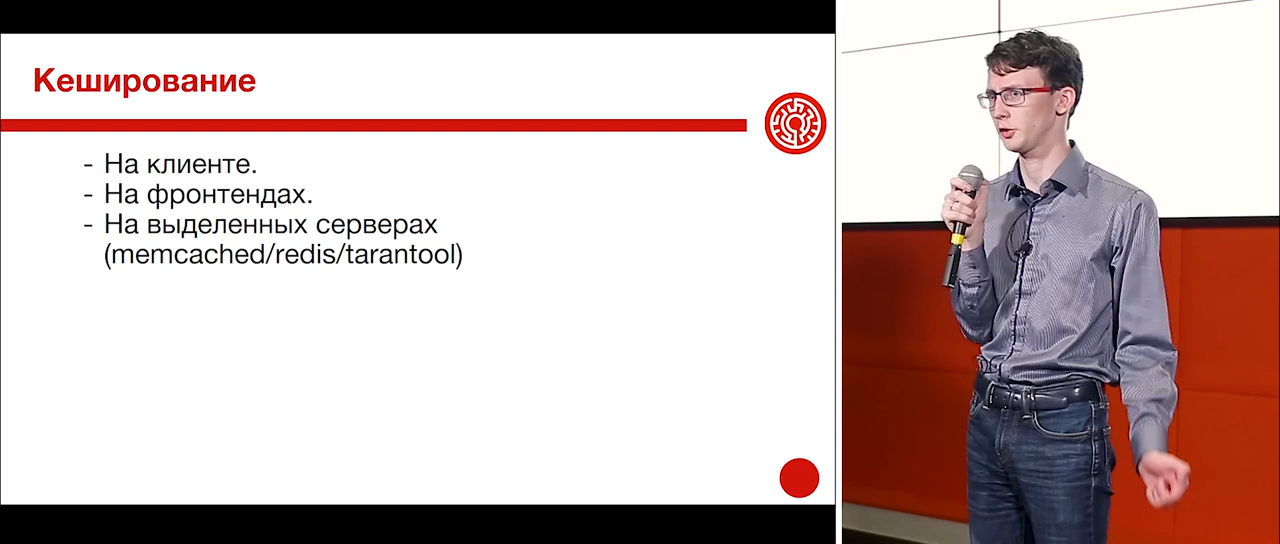 Кеширование
- На клиенте.
- На фронтендах.
- На выделенных серверах
(memcached/redis/tarantool)